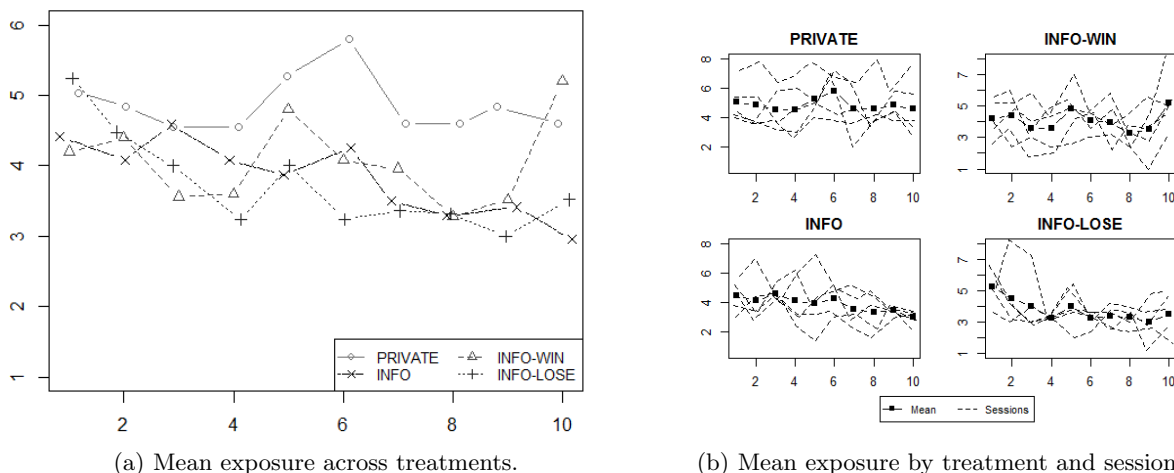 6
5
4
3
2
1
2 4 6 8 10
PRIVATE INFO-WIN
INFO INFO-LOSE
(a) Mean exposure across treatments.
PRIVATE
8
6
4
2
2 4 6 8 10
INFO-WIN
7
5
3
1
2 4 6 8 10
INFO
8
6
4
2
2 4 6 8 10
INFO-LOSE
7
5
3
1
2 4 6 8 10
Mean Sessions
(b) Mean exposure by treatment and session